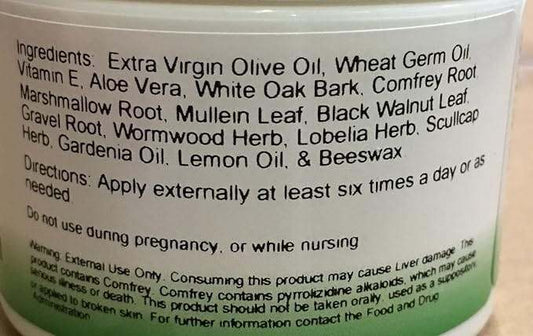 Ingredients: Extra Virgin Olive Oil, Wheat Germ Oil,
Vitamin E, Aloe Vera, White Oak Bark, Comfrey Root,
Marshmallow Root, Mullein Leaf, Black Walnut Leaf,
Gravel Root, Wormwood Herb, Lobelia Herb, Scullcap
Herb, Gardenia Oil, Lemon Oil, & Beeswax
Directions: Apply externally at least six times a day or as
needed
Do not use during pregnancy, or while nursing
Warning: External Use Only. Consuming this product may cause Liver damage. This
product contains Comfrey. Comfrey contains pyrrolizidine alkaloids, which may cause
serious illness or death. This product should not be taken orally, used as a suppository,
or applied to broken skin. For further information contact the Food and Drug
Administration